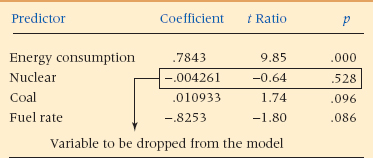 Predictor Coefficient t Ratio p
Energy consumption .7843 9.85 .000
Nuclear –.004261 –0.64 .528
Coal .010933 1.74 .096
Fuel rate –.8253 –1.80 .086
Variable to be dropped from the model